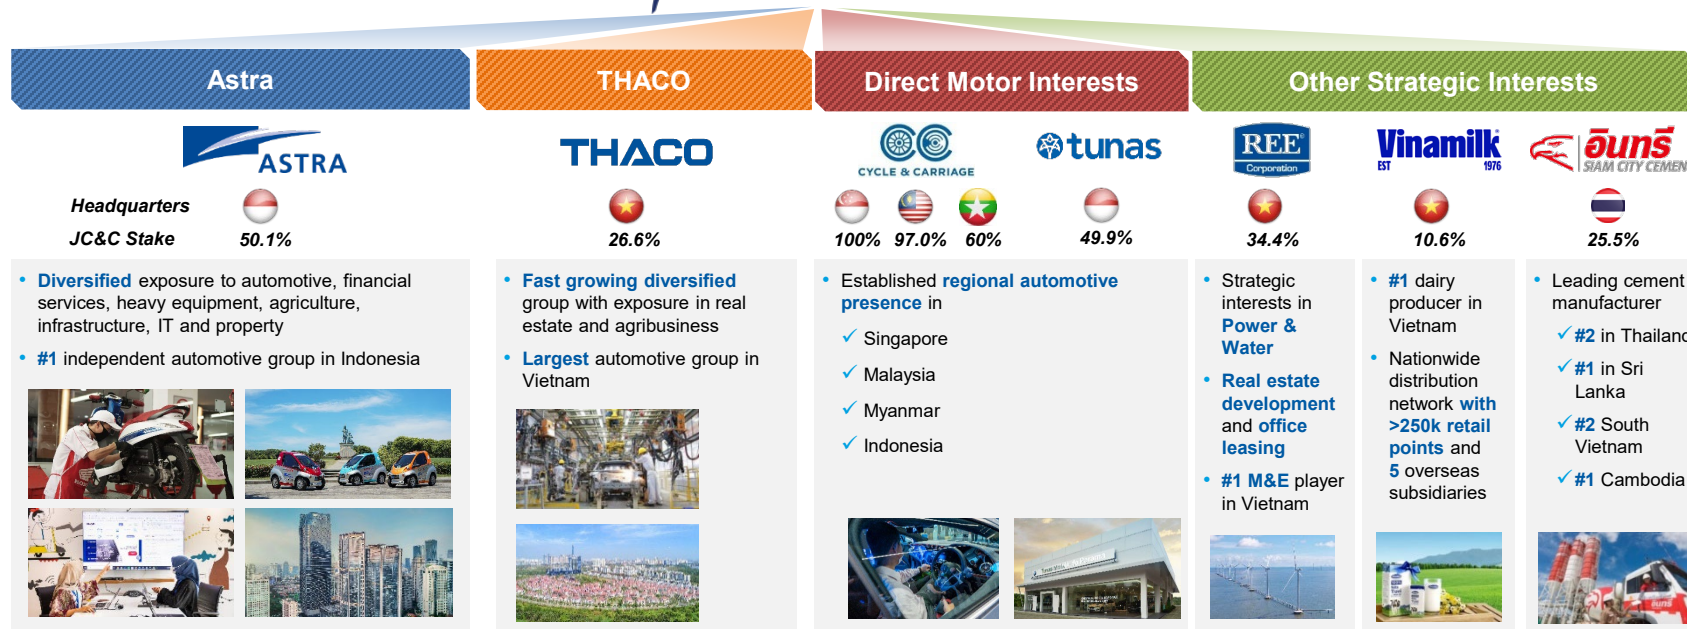 Astra
THACO
Direct Motor Interests
Other Strategic Interests
ASTRA
THACO
CYCLE & CARRIAGE
tunas
REE
Corporation
Vinamilk
EST 1976
อินทรี
SIAM CITY CEMEN
Headquarters
JC&C Stake
50.1%
26.6%
100% 97.0% 60%
49.9%
34.4%
10.6%
25.5%
• Diversified exposure to automotive, financial
services, heavy equipment, agriculture,
infrastructure, IT and property
• #1 independent automotive group in Indonesia
• Fast growing diversified
group with exposure in real
estate and agribusiness
• Largest automotive group in
Vietnam
• Established regional automotive
presence in
✓ Singapore
✓ Malaysia
✓ Myanmar
✓ Indonesia
• Strategic
interests in
Power &
Water
• Real estate
development
and office
leasing
• #1 M&E player
in Vietnam
• #1 dairy
producer in
Vietnam
• Nationwide
distribution
network with
>250k retail
points and
5 overseas
subsidiaries
• Leading cement
manufacturer
✓ #2 in Thailand
✓ #1 in Sri
Lanka
✓ #2 South
Vietnam
✓ #1 Cambodia
อินทรี